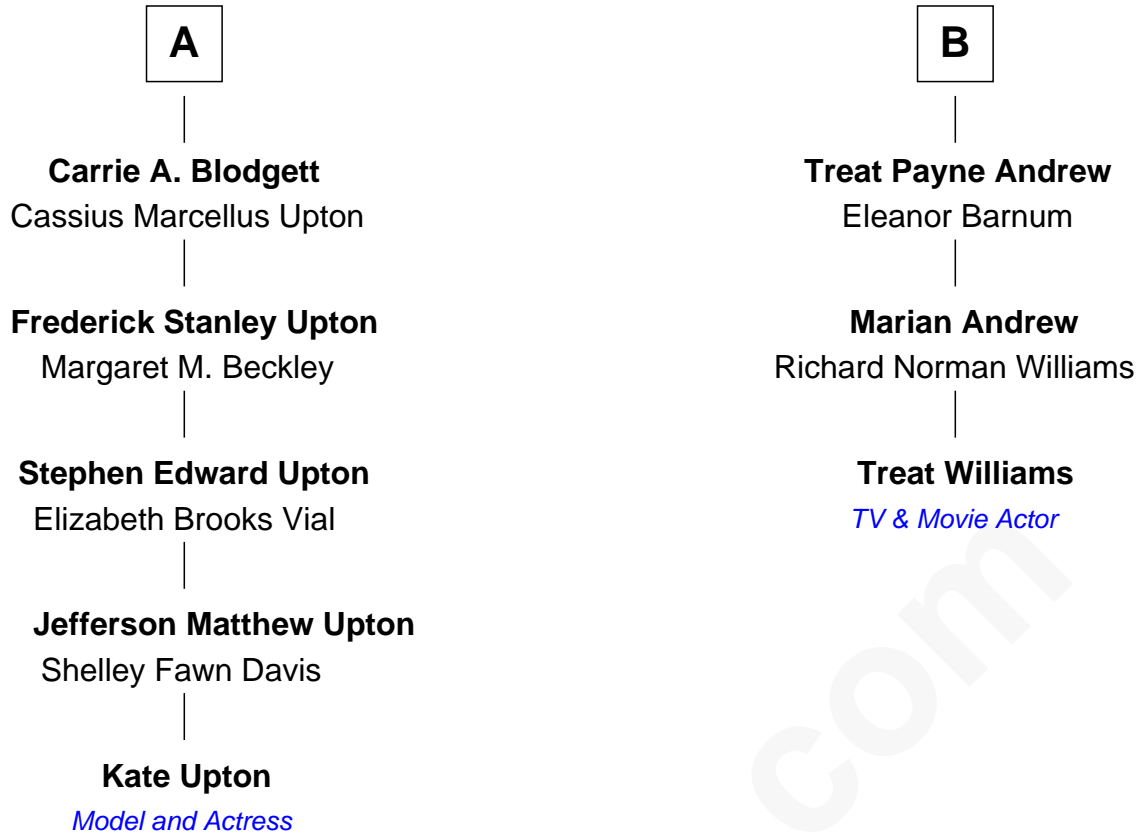 A
Carrie A. Blodgett
Cassius Marcellus Upton
Frederick Stanley Upton
Margaret M. Beckley
Stephen Edward Upton
Elizabeth Brooks Vial
Jefferson Matthew Upton
Shelley Fawn Davis
Kate Upton
Model and Actress
B
Treat Payne Andrew
Eleanor Barnum
Marian Andrew
Richard Norman Williams
Treat Williams
TV & Movie Actor
com